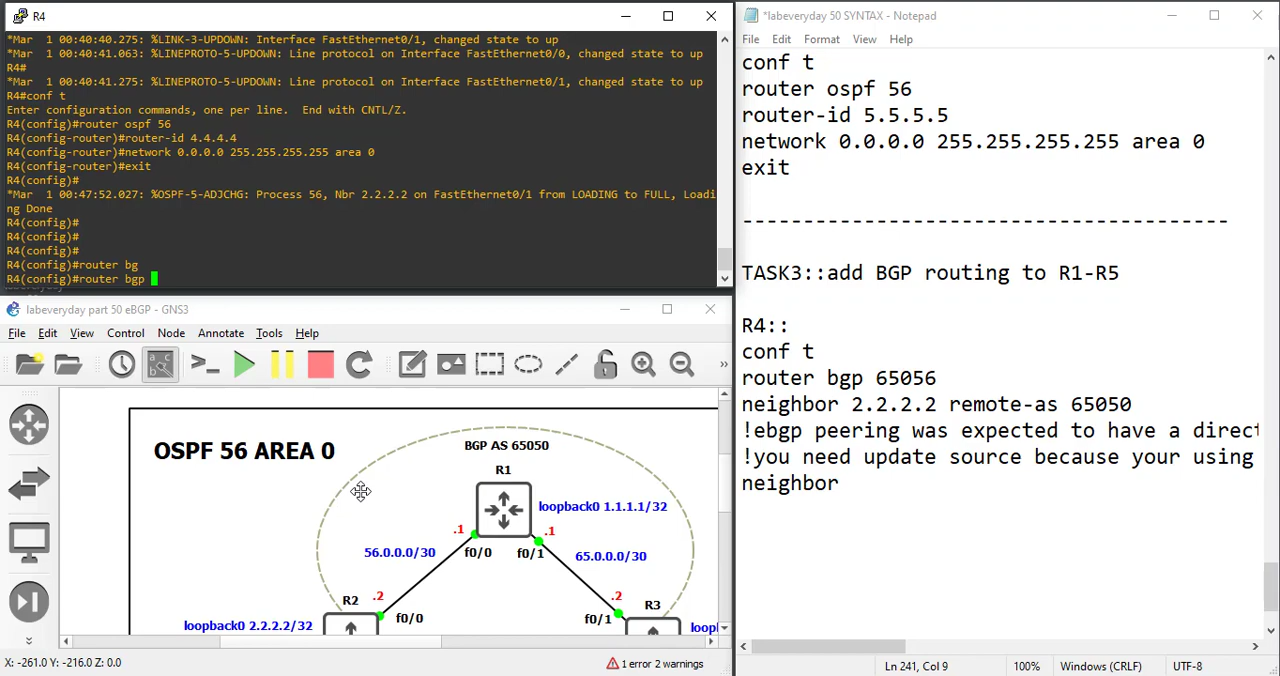 R4
*Mar  1 00:40:40.275: %LINK-3-UPDOWN: Interface FastEthernet0/1, changed state to up
*Mar  1 00:40:41.063: %LINEPROTO-5-UPDOWN: Line protocol on Interface FastEthernet0/0, changed state to up
R4#
*Mar  1 00:40:41.275: %LINEPROTO-5-UPDOWN: Line protocol on Interface FastEthernet0/1, changed state to up
R4#conf t
Enter configuration commands, one per line.  End with CNTL/Z.
R4(config)#router ospf 56
R4(config-router)#router-id 4.4.4.4
R4(config-router)#network 0.0.0.0 255.255.255.255 area 0
R4(config-router)#exit
R4(config)#
*Mar  1 00:47:52.027: %OSPF-5-ADJCHG: Process 56, Nbr 2.2.2.2 on FastEthernet0/1 from LOADING to FULL, Loadi
ng Done
R4(config)#
R4(config)#
R4(config)#
R4(config)#router bg
R4(config)#router bgp
labeveryday part 50 eBGP - GNS3
File Edit View Control Node Annotate Tools Help
OSPF 56 AREA 0
BGP AS 65050
R1
loopback0 1.1.1.1/32
.1
.1
56.0.0.0/30
f0/0
f0/1
65.0.0.0/30
R2
.2
.2
R3
f0/0
f0/1
loopback0 2.2.2.2/32
X: -261.0 Y: -216.0 Z: 0.0
1 error 2 warnings
*labeveryday 50 SYNTAX - Notepad
File Edit Format View Help
conf t
router ospf 56
router-id 5.5.5.5
network 0.0.0.0 255.255.255.255 area 0
exit
----------------------------------------
TASK3::add BGP routing to R1-R5
R4::
conf t
router bgp 65056
neighbor 2.2.2.2 remote-as 65050
!ebgp peering was expected to have a direct
!you need update source because your using
neighbor
Ln 241, Col 9
100%
Windows (CRLF)
UTF-8